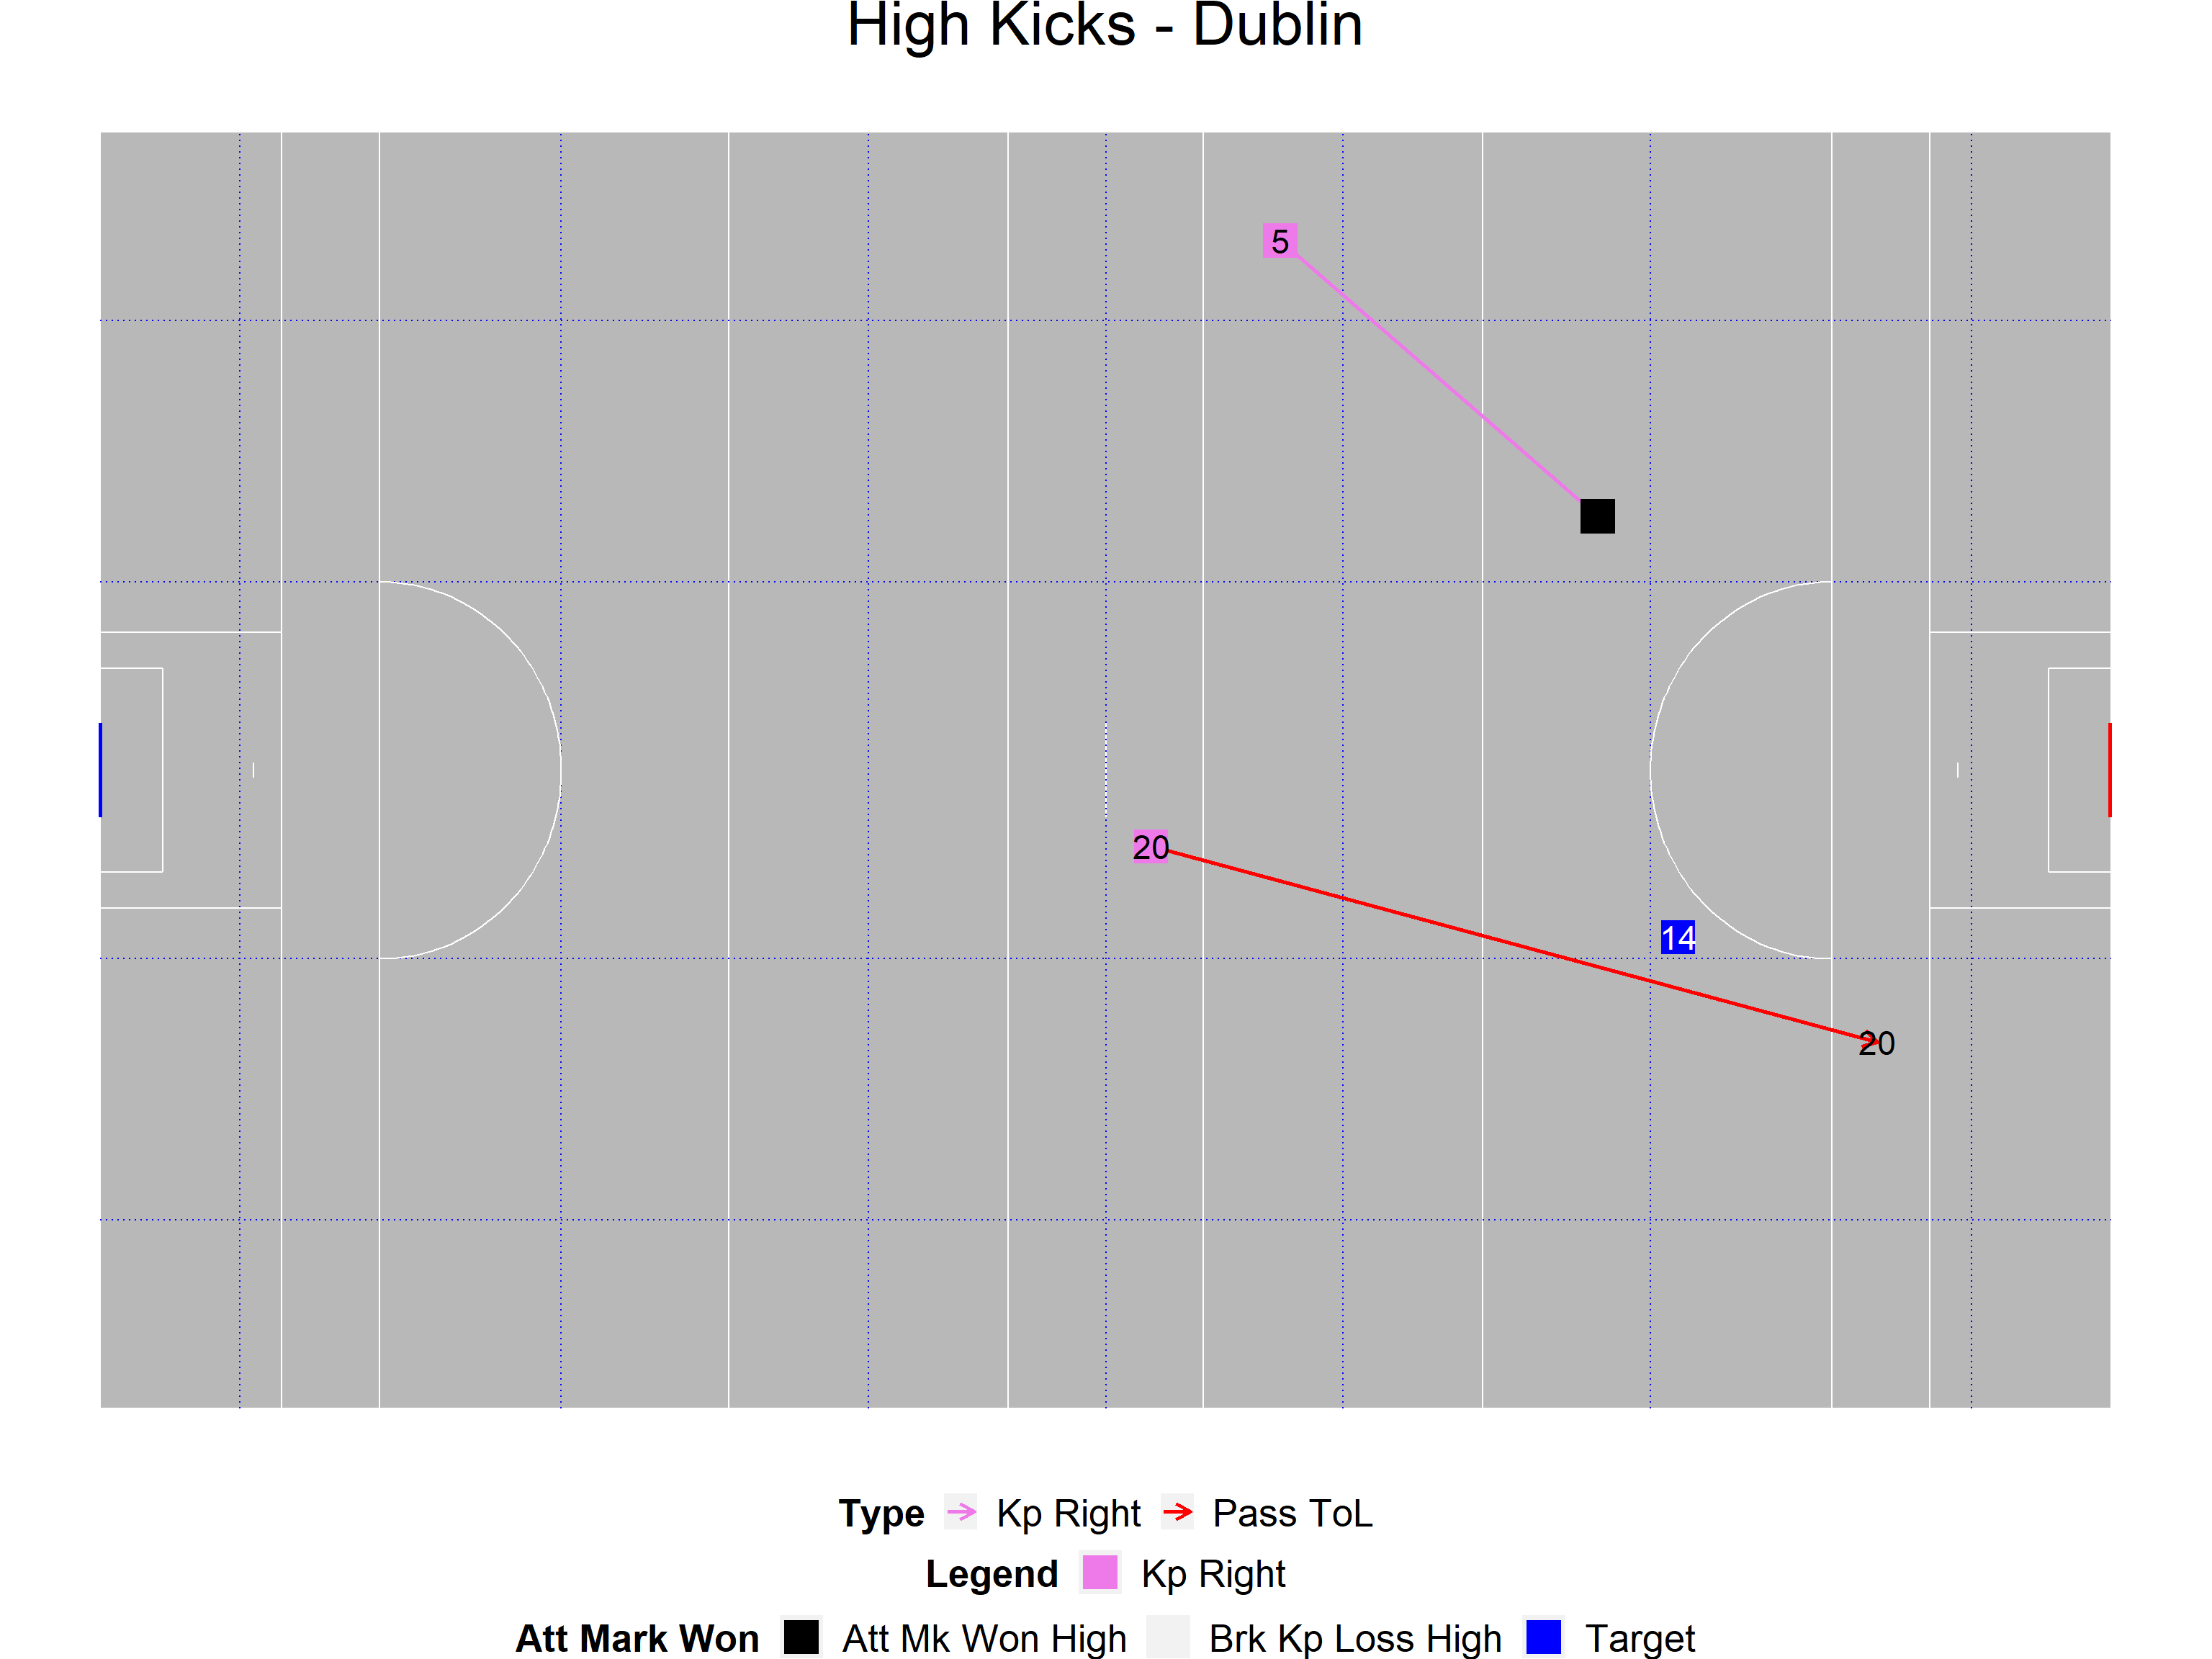 High Kicks - Dublin
5
20
14
20
Type Kp Right Pass ToL
Legend Kp Right
Att Mark Won Att Mk Won High Brk Kp Loss High Target